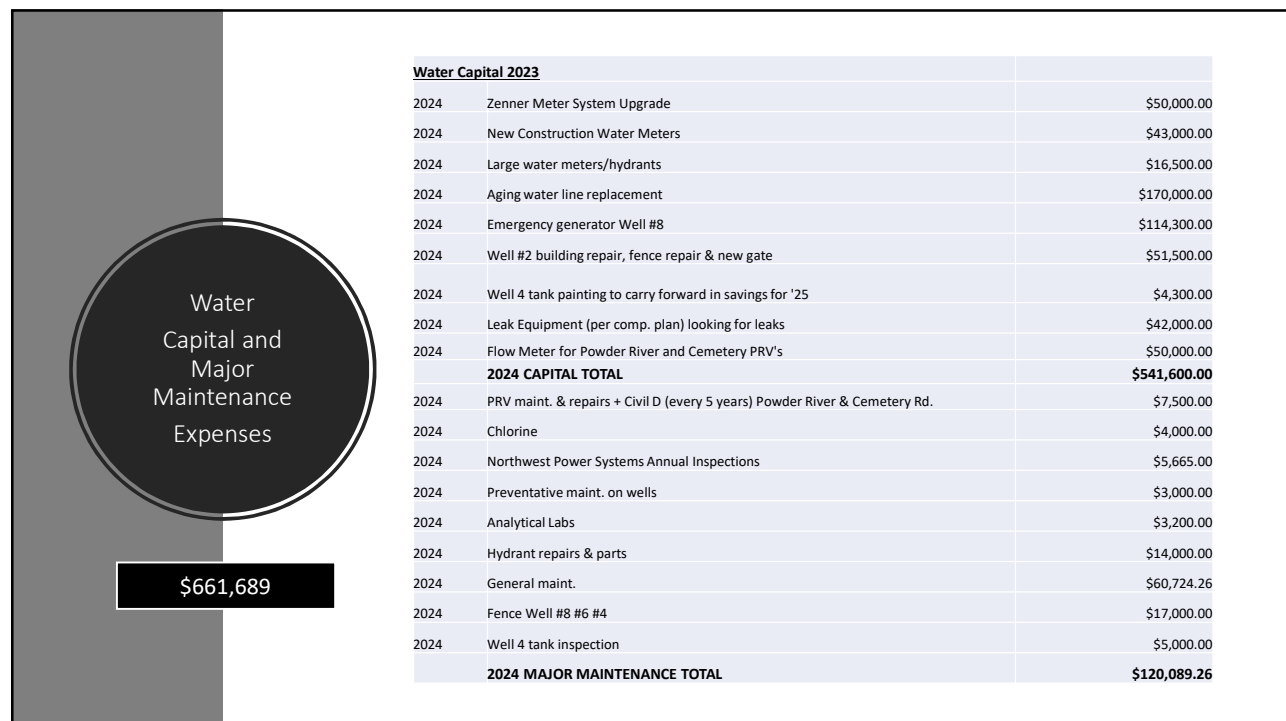 Water
Capital and
Major
Maintenance
Expenses
$661,689
Water Capital 2023
2024 Zenner Meter System Upgrade $50,000.00
2024 New Construction Water Meters $43,000.00
2024 Large water meters/hydrants $16,500.00
2024 Aging water line replacement $170,000.00
2024 Emergency generator Well #8 $114,300.00
2024 Well #2 building repair, fence repair & new gate $51,500.00
2024 Well 4 tank painting to carry forward in savings for '25 $4,300.00
2024 Leak Equipment (per comp. plan) looking for leaks $42,000.00
2024 Flow Meter for Powder River and Cemetery PRV's $50,000.00
2024 CAPITAL TOTAL $541,600.00
2024 PRV maint. & repairs + Civil D (every 5 years) Powder River & Cemetery Rd. $7,500.00
2024 Chlorine $4,000.00
2024 Northwest Power Systems Annual Inspections $5,665.00
2024 Preventative maint. on wells $3,000.00
2024 Analytical Labs $3,200.00
2024 Hydrant repairs & parts $14,000.00
2024 General maint. $60,724.26
2024 Fence Well #8 #6 #4 $17,000.00
2024 Well 4 tank inspection $5,000.00
2024 MAJOR MAINTENANCE TOTAL $120,089.26